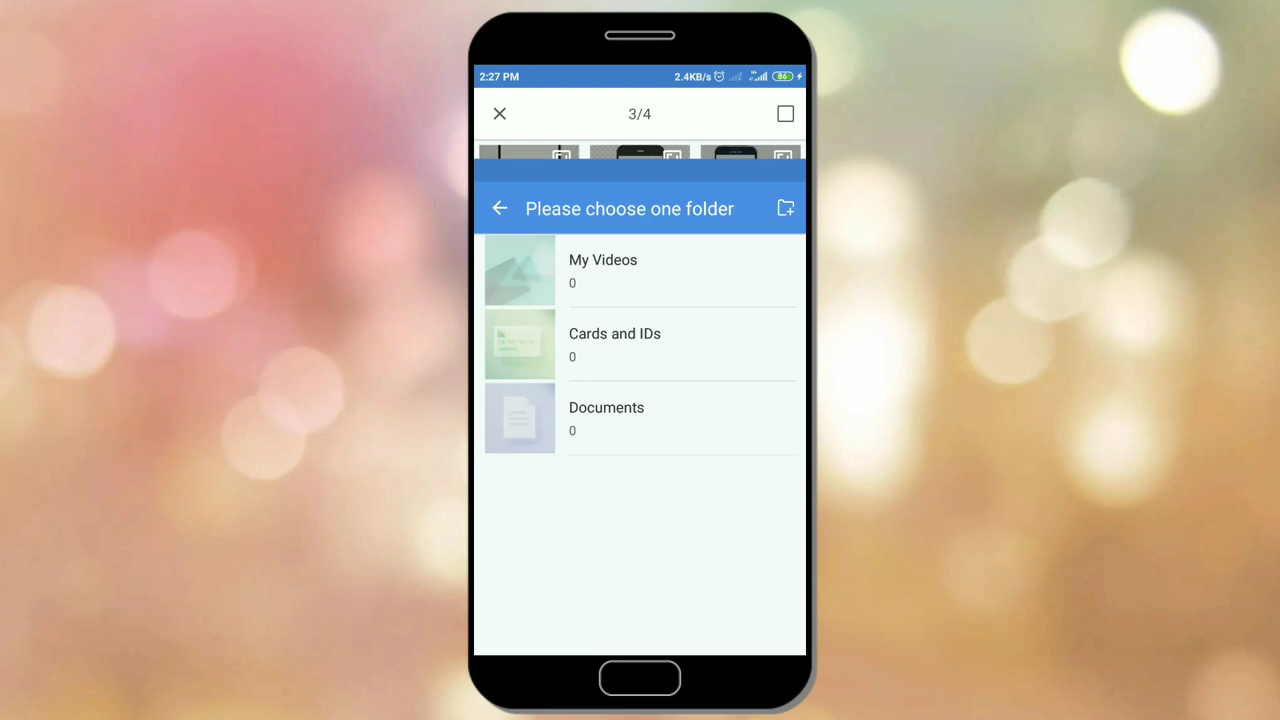 2:27 PM 2.4KB/s 86
3/4
Please choose one folder
My Videos
0
Cards and IDs
0
Documents
0